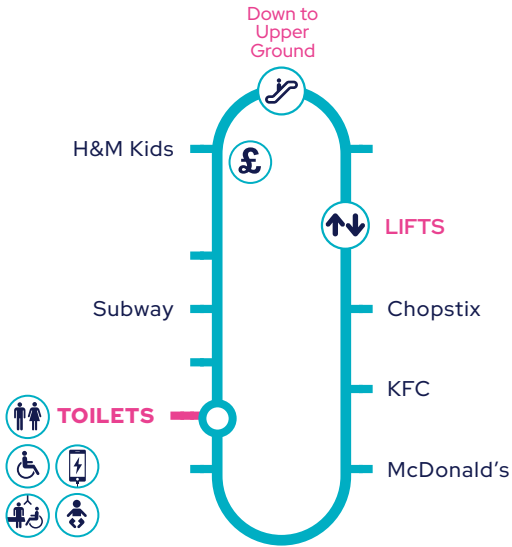 Down to
Upper
Ground
H&M Kids
£
LIFTS
Subway
Chopstix
KFC
TOILETS
McDonald's